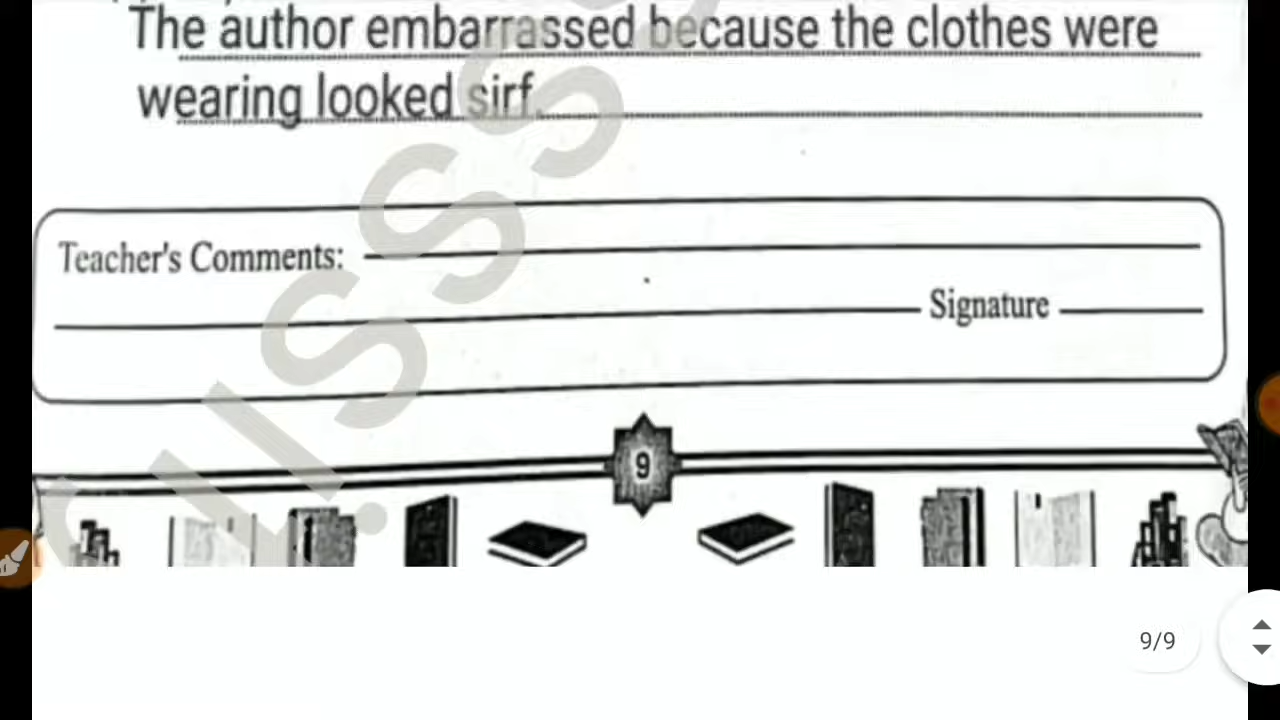 The author embarrassed because the clothes were
wearing looked sirf.
Teacher's Comments:
Signature
9
9/9